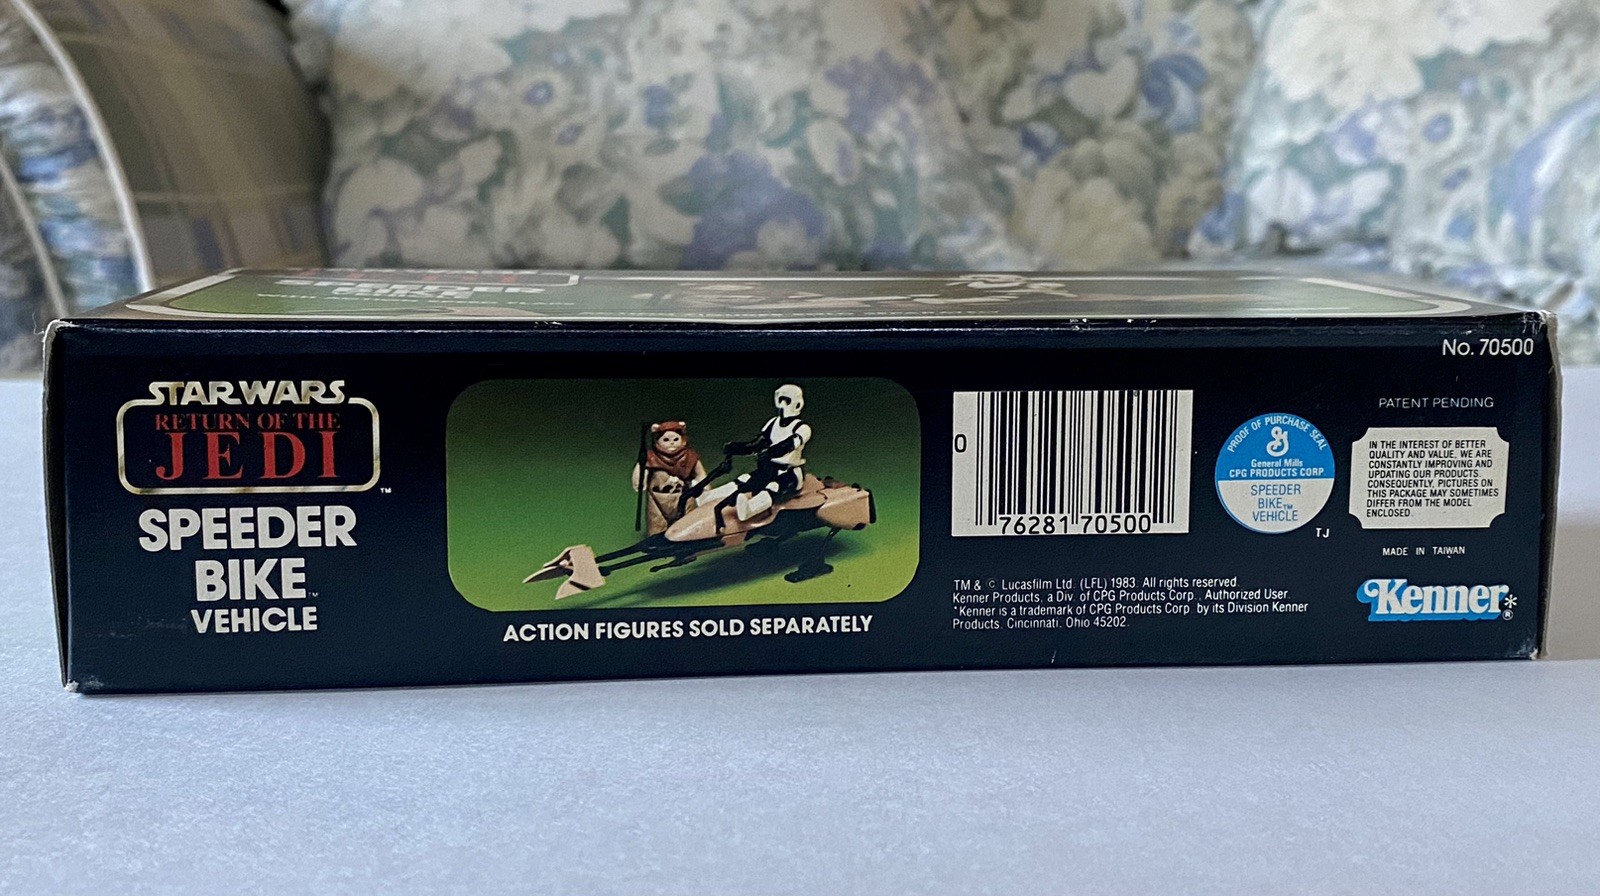 SPEEDER
STAR WARS
RETURN OF THE
JEDI
™
SPEEDER
BIKE™
VEHICLE
ACTION FIGURES SOLD SEPARATELY
0
76281 70500
TM & © Lucasfilm Ltd. (LFL) 1983. All rights reserved.
Kenner Products, a Div. of CPG Products Corp., Authorized User.
*Kenner is a trademark of CPG Products Corp. by its Division Kenner
Products, Cincinnati, Ohio 45202.
PROOF OF PURCHASE SEAL
G
General Mills
CPG PRODUCTS CORP.
SPEEDER
BIKE™
VEHICLE
TJ
No. 70500
PATENT PENDING
IN THE INTEREST OF BETTER
QUALITY AND VALUE, WE ARE
CONSTANTLY IMPROVING AND
UPDATING OUR PRODUCTS.
CONSEQUENTLY, PICTURES ON
THIS PACKAGE MAY SOMETIMES
DIFFER FROM THE MODEL
ENCLOSED.
MADE IN TAIWAN
Kenner*®